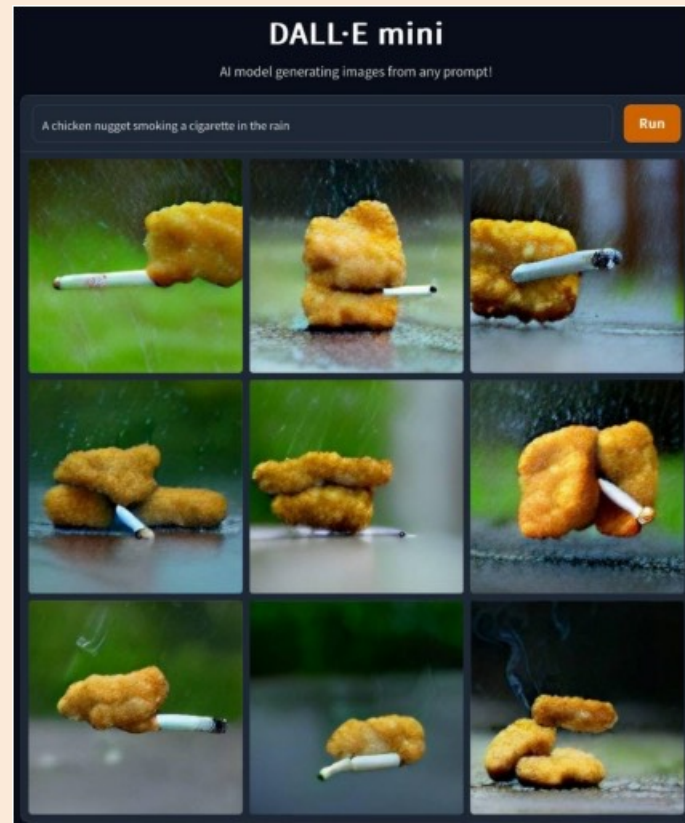 DALL·E mini
AI model generating images from any prompt!
A chicken nugget smoking a cigarette in the rain
Run